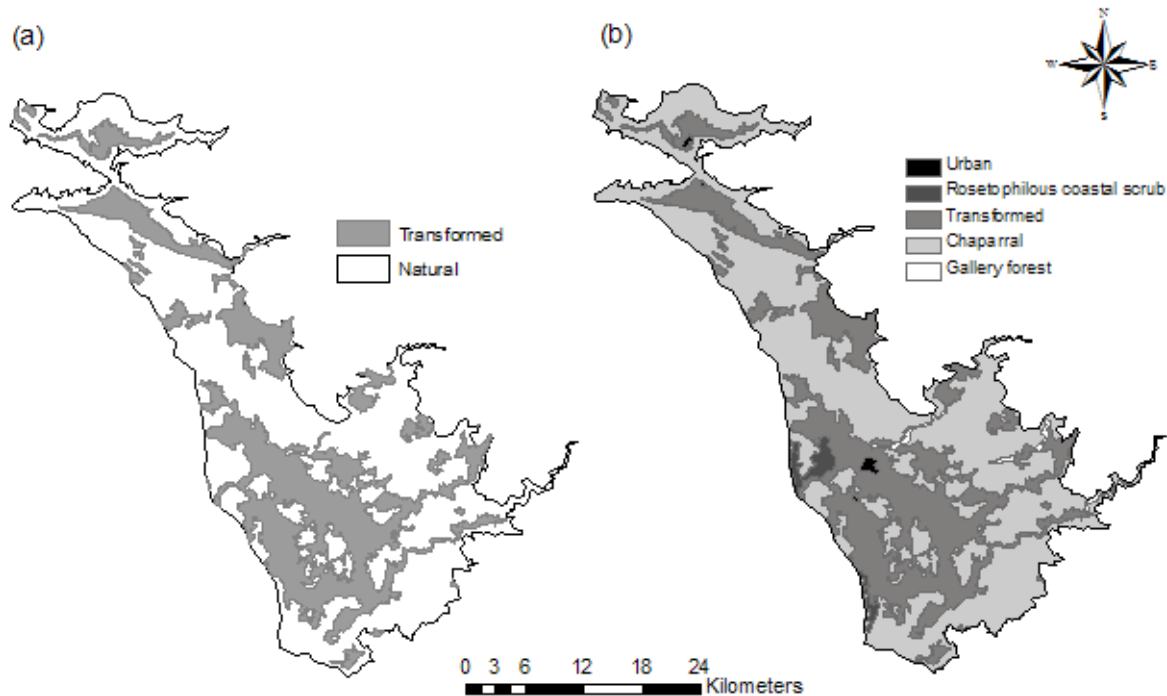 (a)
(b)
N
W
E
S
Transformed
Natural
Urban
Rosetophilous coastal scrub
Transformed
Chaparral
Gallery forest
0 3 6 12 18 24
Kilometers